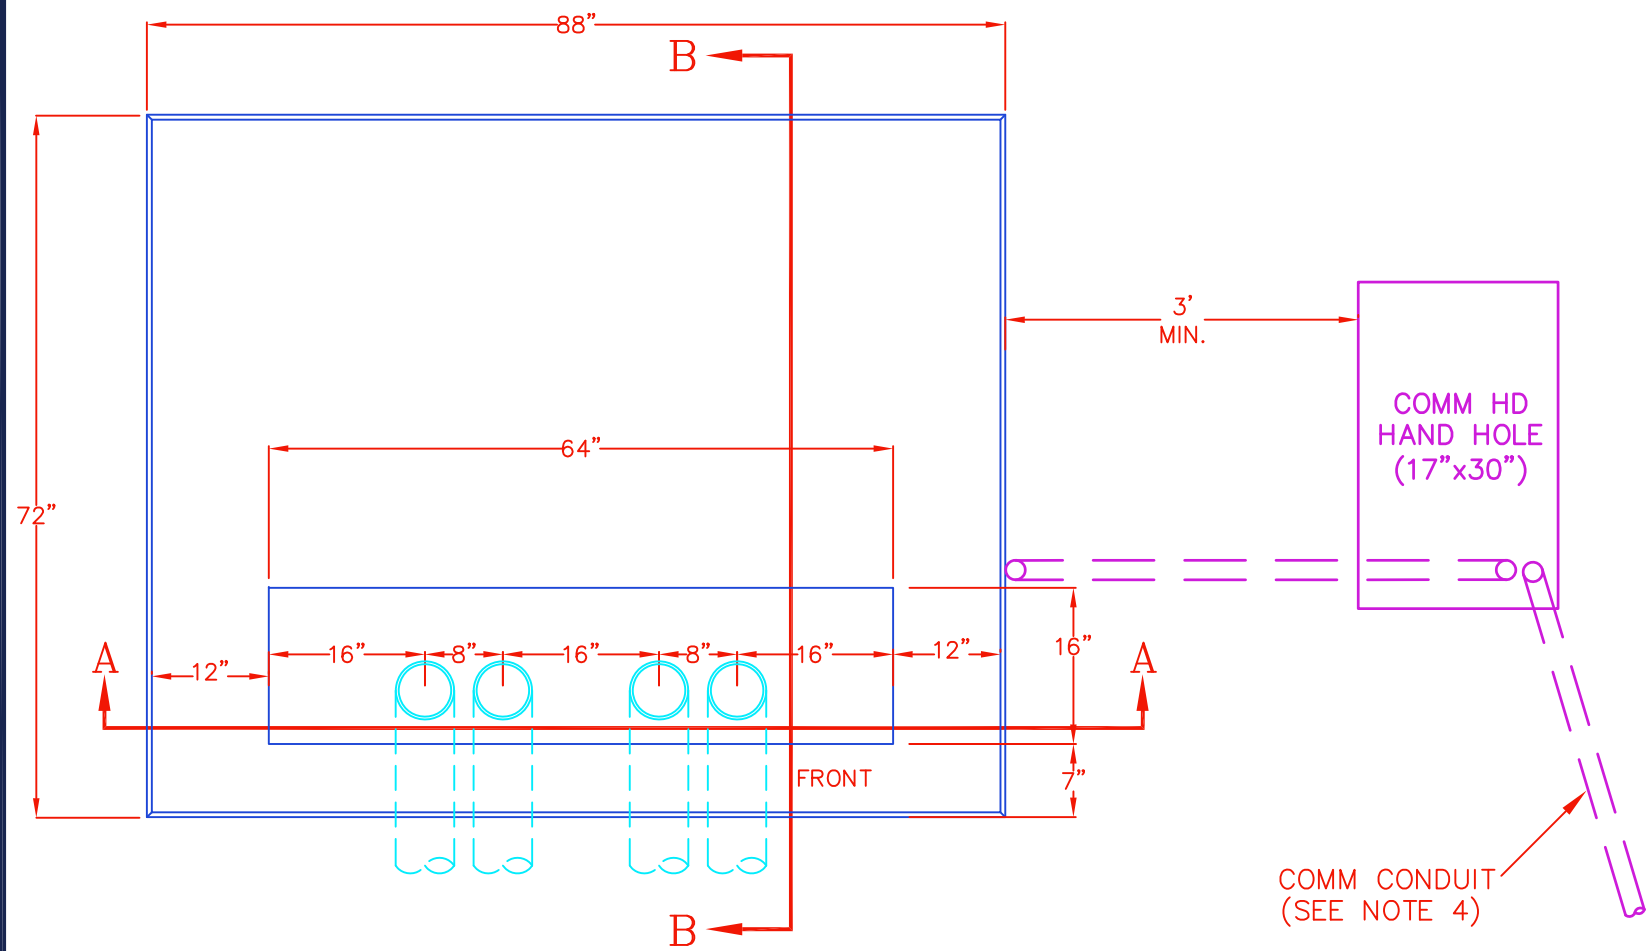 88”
B
3’
MIN.
COMM HD
HAND HOLE
(17”x30”)
64”
72”
A
12”
16”
8”
16”
8”
16”
12”
16”
A
FRONT
7”
COMM CONDUIT
(SEE NOTE 4)
B